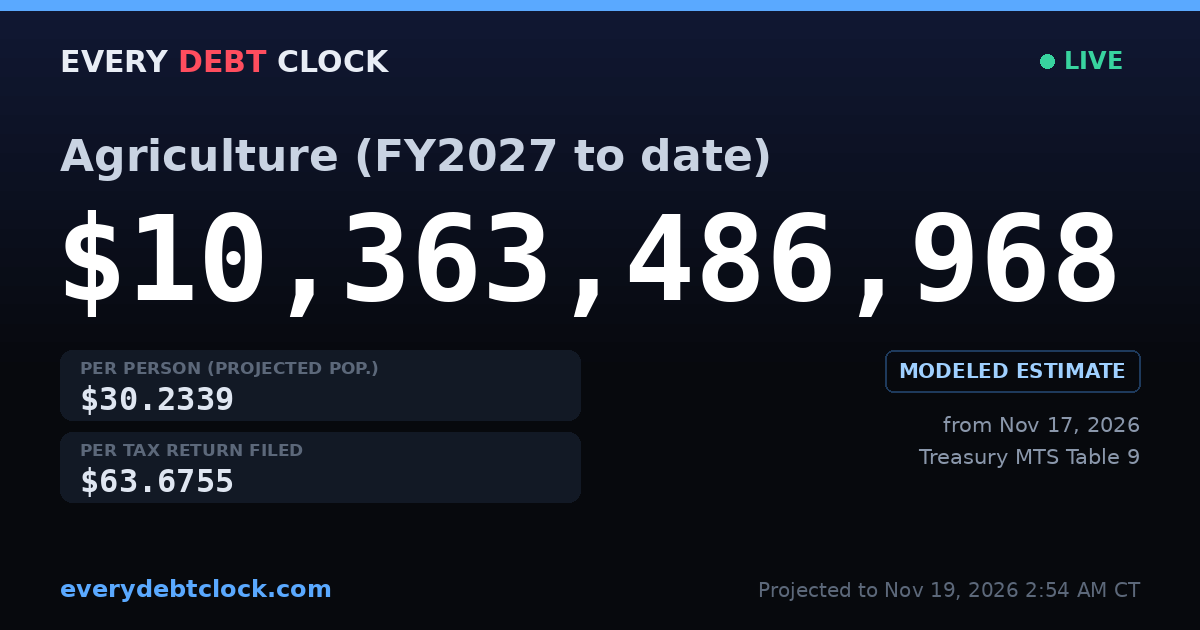 EVERY DEBT CLOCK
LIVE
Agriculture (FY2027 to date)
$10,363,486,968
PER PERSON (PROJECTED POP.)
$30.2339
PER TAX RETURN FILED
$63.6755
MODELED ESTIMATE
from Nov 17, 2026
Treasury MTS Table 9
everydebtclock.com
Projected to Nov 19, 2026 2:54 AM CT